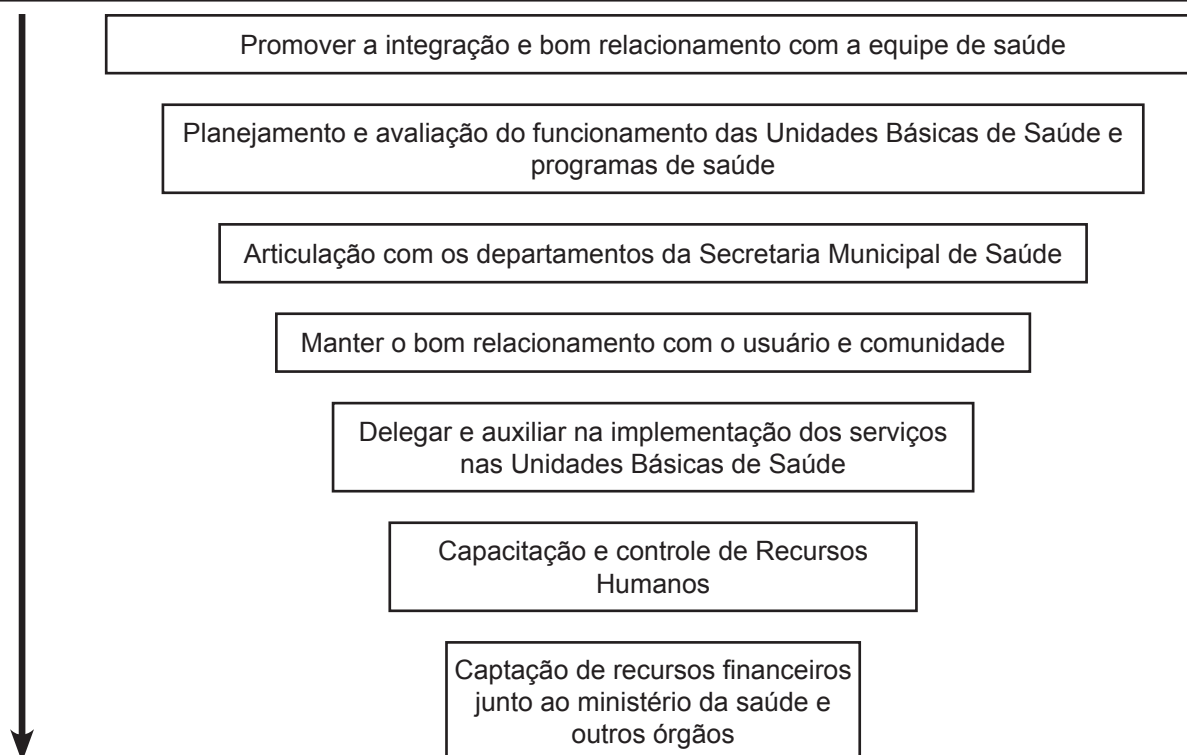 Promover a integração e bom relacionamento com a equipe de saúde
Planejamento e avaliação do funcionamento das Unidades Básicas de Saúde e
programas de saúde
Articulação com os departamentos da Secretaria Municipal de Saúde
Manter o bom relacionamento com o usuário e comunidade
Delegar e auxiliar na implementação dos serviços
nas Unidades Básicas de Saúde
Capacitação e controle de Recursos
Humanos
Captação de recursos financeiros
junto ao ministério da saúde e
outros órgãos